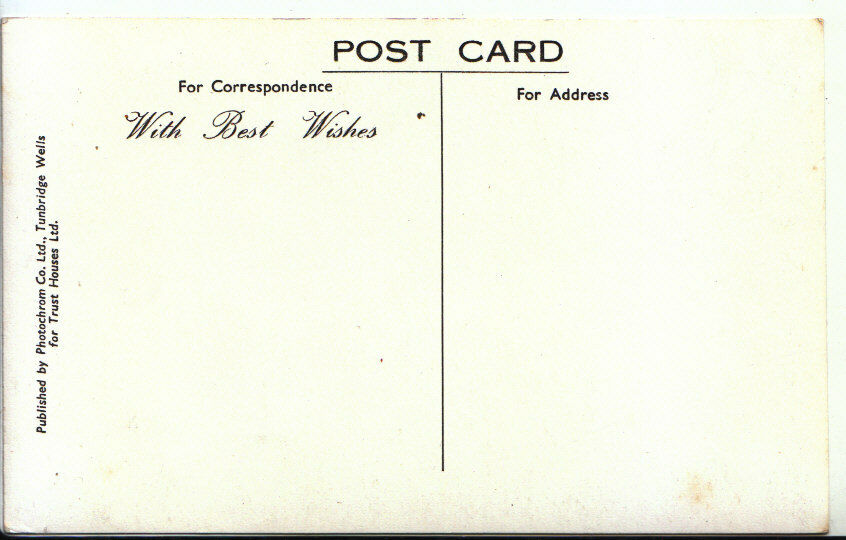 POST CARD
For Correspondence
For Address
With Best Wishes
Published by Photochrom Co. Ltd., Tunbridge Wells
for Trust Houses Ltd.